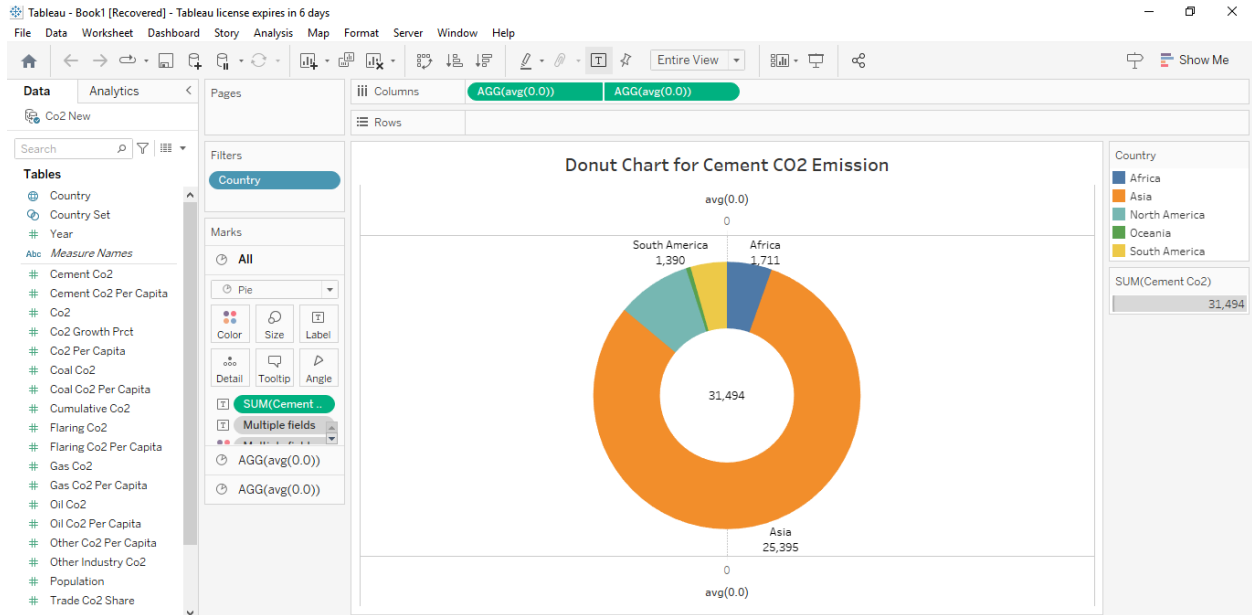 Tableau - Book1 [Recovered] - Tableau license expires in 6 days
File Data Worksheet Dashboard Story Analysis Map Format Server Window Help
Entire View
Show Me
Data Analytics
Co2 New
Search
Tables
Country
Country Set
Year
Abc Measure Names
Cement Co2
Cement Co2 Per Capita
Co2
Co2 Growth Prct
Co2 Per Capita
Coal Co2
Coal Co2 Per Capita
Cumulative Co2
Flaring Co2
Flaring Co2 Per Capita
Gas Co2
Gas Co2 Per Capita
Oil Co2
Oil Co2 Per Capita
Other Co2 Per Capita
Other Industry Co2
Population
Trade Co2 Share
Pages
Filters
Country
Marks
All
Pie
Color Size Label
Detail Tooltip Angle
SUM(Cement ..
Multiple fields
AGG(avg(0.0))
AGG(avg(0.0))
Columns AGG(avg(0.0)) AGG(avg(0.0))
Rows
Donut Chart for Cement CO2 Emission
avg(0.0)
0
South America
1,390
Africa
1,711
31,494
Asia
25,395
0
avg(0.0)
Country
Africa
Asia
North America
Oceania
South America
SUM(Cement Co2)
31,494